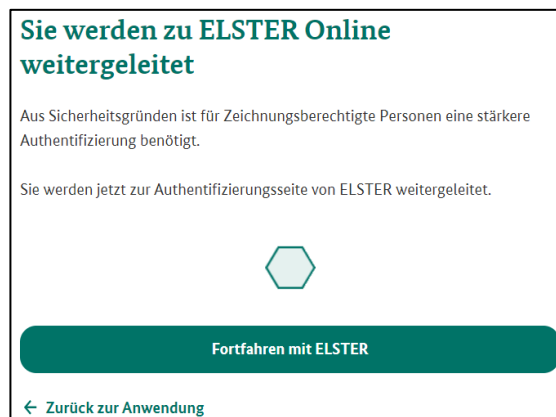 Sie werden zu ELSTER Online
weitergeleitet
Aus Sicherheitsgründen ist für Zeichnungsberechtigte Personen eine stärkere
Authentifizierung benötigt.
Sie werden jetzt zur Authentifizierungsseite von ELSTER weitergeleitet.
Fortfahren mit ELSTER
← Zurück zur Anwendung